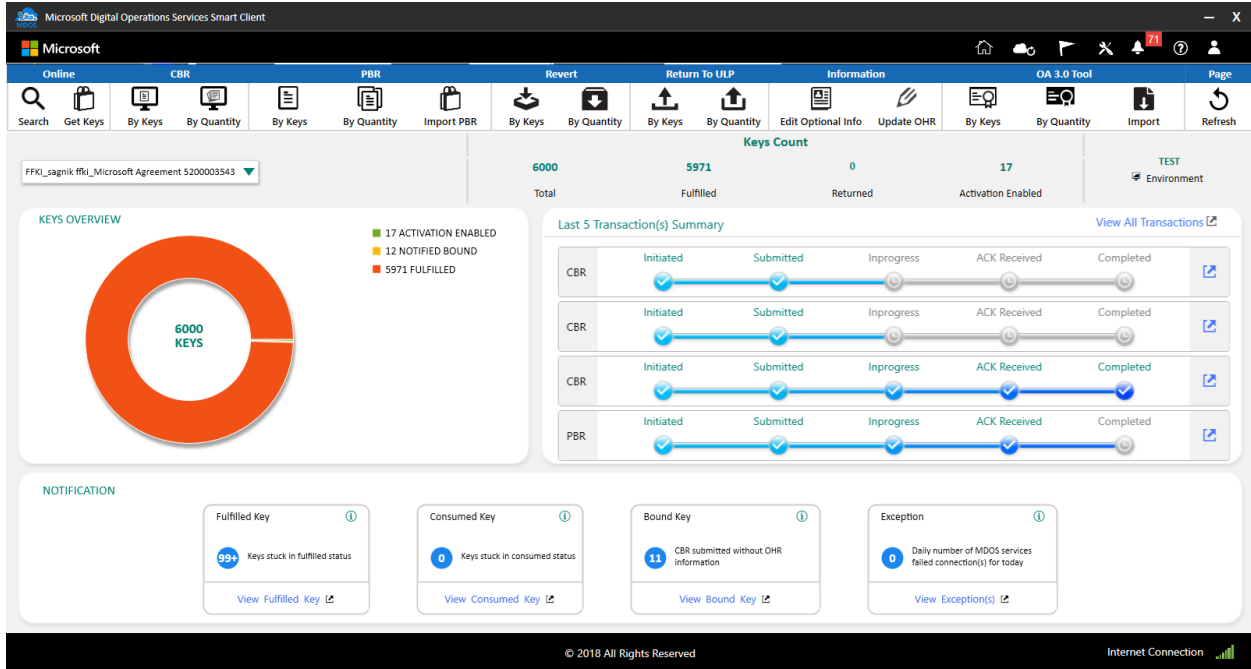 MDOS Microsoft Digital Operations Services Smart Client
Microsoft 71
Online CBR PBR Revert Return To ULP Information OA 3.0 Tool Page
Search Get Keys By Keys By Quantity By Keys By Quantity Import PBR By Keys By Quantity By Keys By Quantity Edit Optional Info Update OHR By Keys By Quantity Import Refresh
Keys Count
FFKI_sagnik ffki_Microsoft Agreement 5200003543
6000 5971 0 17
Total Fulfilled Returned Activation Enabled
TEST
Environment
KEYS OVERVIEW
17 ACTIVATION ENABLED
12 NOTIFIED BOUND
5971 FULFILLED
6000
KEYS
Last 5 Transaction(s) Summary View All Transactions
CBR Initiated Submitted Inprogress ACK Received Completed
CBR Initiated Submitted Inprogress ACK Received Completed
CBR Initiated Submitted Inprogress ACK Received Completed
PBR Initiated Submitted Inprogress ACK Received Completed
NOTIFICATION
Fulfilled Key
99+ Keys stuck in fulfilled status
View Fulfilled Key
Consumed Key
0 Keys stuck in consumed status
View Consumed Key
Bound Key
11 CBR submitted without OHR
information
View Bound Key
Exception
0 Daily number of MDOS services
failed connection(s) for today
View Exception(s)
© 2018 All Rights Reserved
Internet Connection